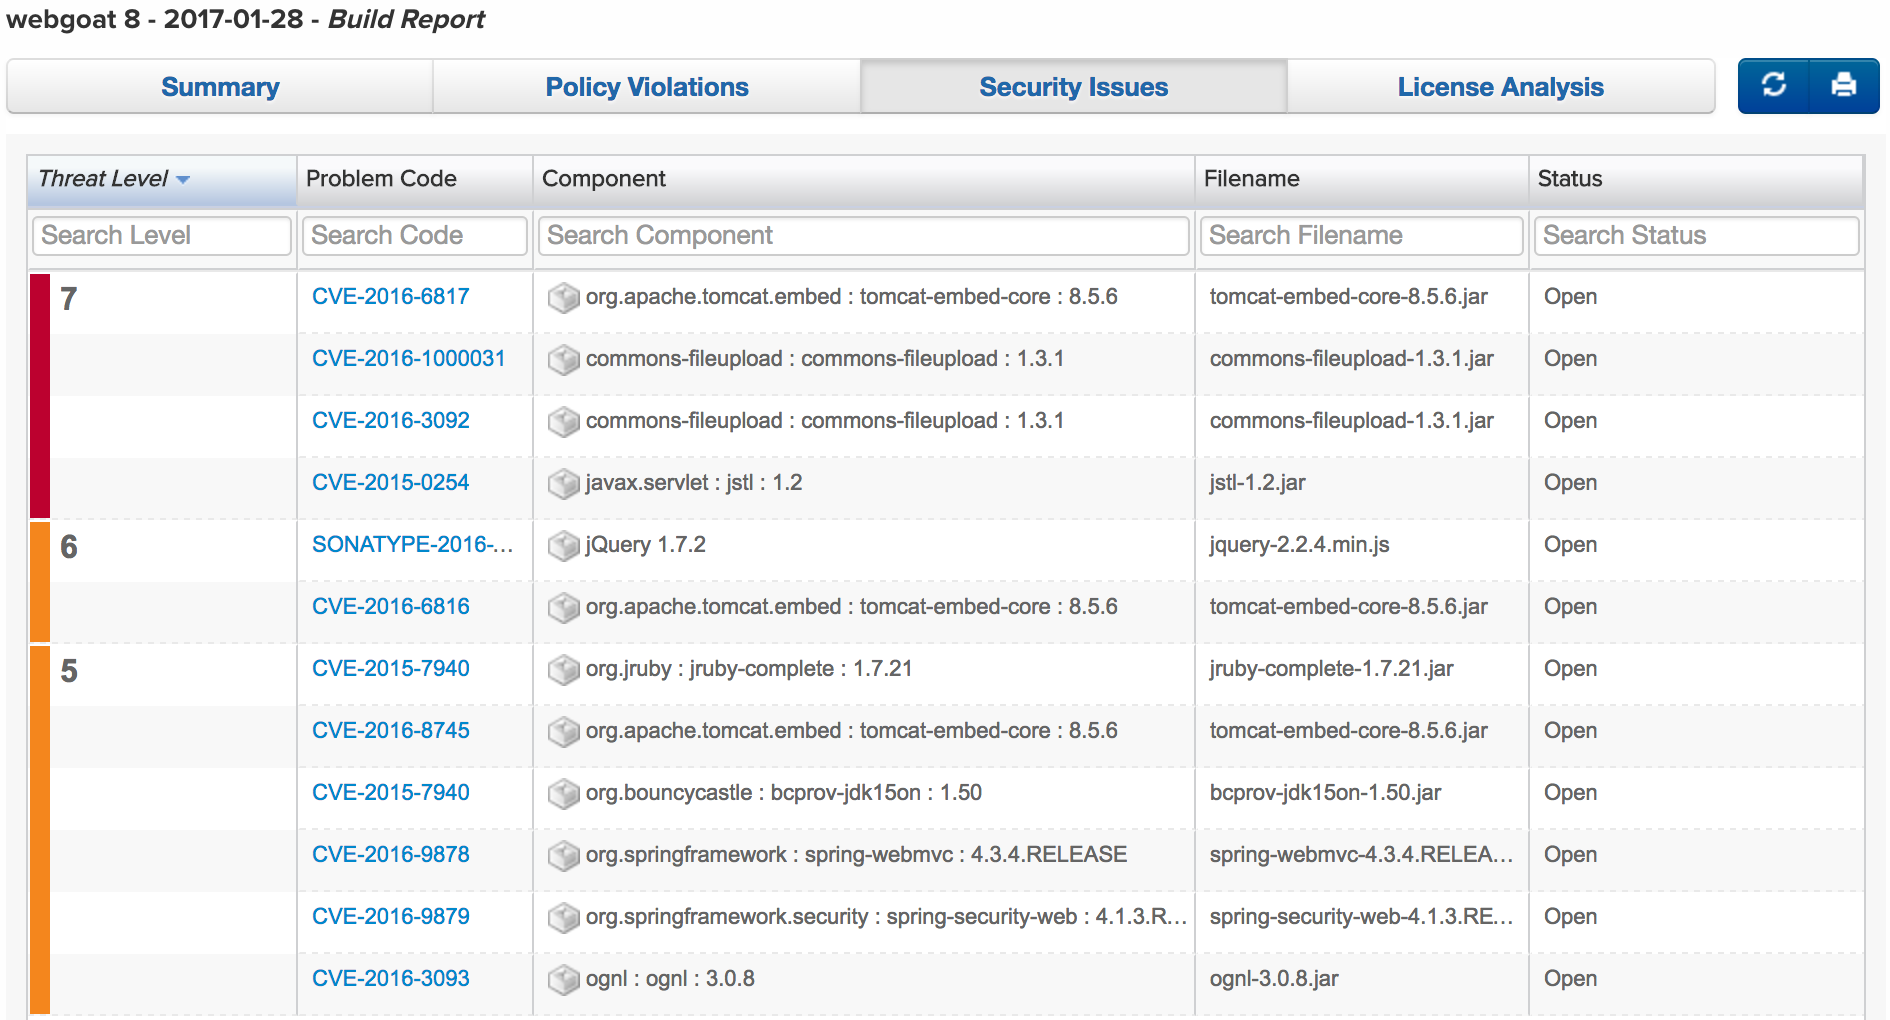 webgoat 8 - 2017-01-28 - Build Report
Summary Policy Violations Security Issues License Analysis
Threat Level Problem Code Component Filename Status
Search Level Search Code Search Component Search Filename Search Status
7 CVE-2016-6817 org.apache.tomcat.embed : tomcat-embed-core : 8.5.6 tomcat-embed-core-8.5.6.jar Open
CVE-2016-1000031 commons-fileupload : commons-fileupload : 1.3.1 commons-fileupload-1.3.1.jar Open
CVE-2016-3092 commons-fileupload : commons-fileupload : 1.3.1 commons-fileupload-1.3.1.jar Open
CVE-2015-0254 javax.servlet : jstl : 1.2 jstl-1.2.jar Open
6 SONATYPE-2016-... jQuery 1.7.2 jquery-2.2.4.min.js Open
CVE-2016-6816 org.apache.tomcat.embed : tomcat-embed-core : 8.5.6 tomcat-embed-core-8.5.6.jar Open
5 CVE-2015-7940 org.jruby : jruby-complete : 1.7.21 jruby-complete-1.7.21.jar Open
CVE-2016-8745 org.apache.tomcat.embed : tomcat-embed-core : 8.5.6 tomcat-embed-core-8.5.6.jar Open
CVE-2015-7940 org.bouncycastle : bcprov-jdk15on : 1.50 bcprov-jdk15on-1.50.jar Open
CVE-2016-9878 org.springframework : spring-webmvc : 4.3.4.RELEASE spring-webmvc-4.3.4.RELEA... Open
CVE-2016-9879 org.springframework.security : spring-security-web : 4.1.3.R... spring-security-web-4.1.3.RE... Open
CVE-2016-3093 ognl : ognl : 3.0.8 ognl-3.0.8.jar Open